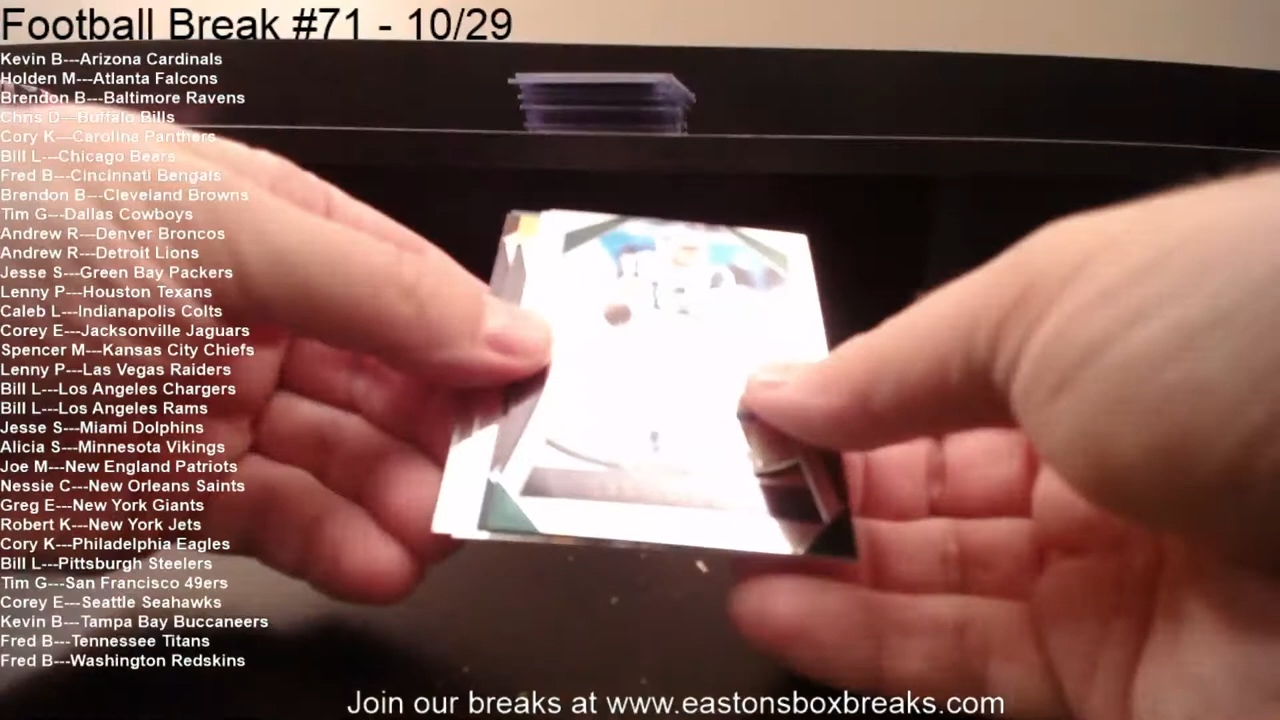 Football Break #71 - 10/29
Kevin B---Arizona Cardinals
Holden M---Atlanta Falcons
Brendon B---Baltimore Ravens
Chris D---Buffalo Bills
Cory K---Carolina Panthers
Bill L---Chicago Bears
Fred B---Cincinnati Bengals
Brendon B---Cleveland Browns
Tim G---Dallas Cowboys
Andrew R---Denver Broncos
Andrew R---Detroit Lions
Jesse S---Green Bay Packers
Lenny P---Houston Texans
Caleb L---Indianapolis Colts
Corey E---Jacksonville Jaguars
Spencer M---Kansas City Chiefs
Lenny P---Las Vegas Raiders
Bill L---Los Angeles Chargers
Bill L---Los Angeles Rams
Jesse S---Miami Dolphins
Alicia S---Minnesota Vikings
Joe M---New England Patriots
Nessie C---New Orleans Saints
Greg E---New York Giants
Robert K---New York Jets
Cory K---Philadelphia Eagles
Bill L---Pittsburgh Steelers
Tim G---San Francisco 49ers
Corey E---Seattle Seahawks
Kevin B---Tampa Bay Buccaneers
Fred B---Tennessee Titans
Fred B---Washington Redskins
Join our breaks at www.eastonsboxbreaks.com